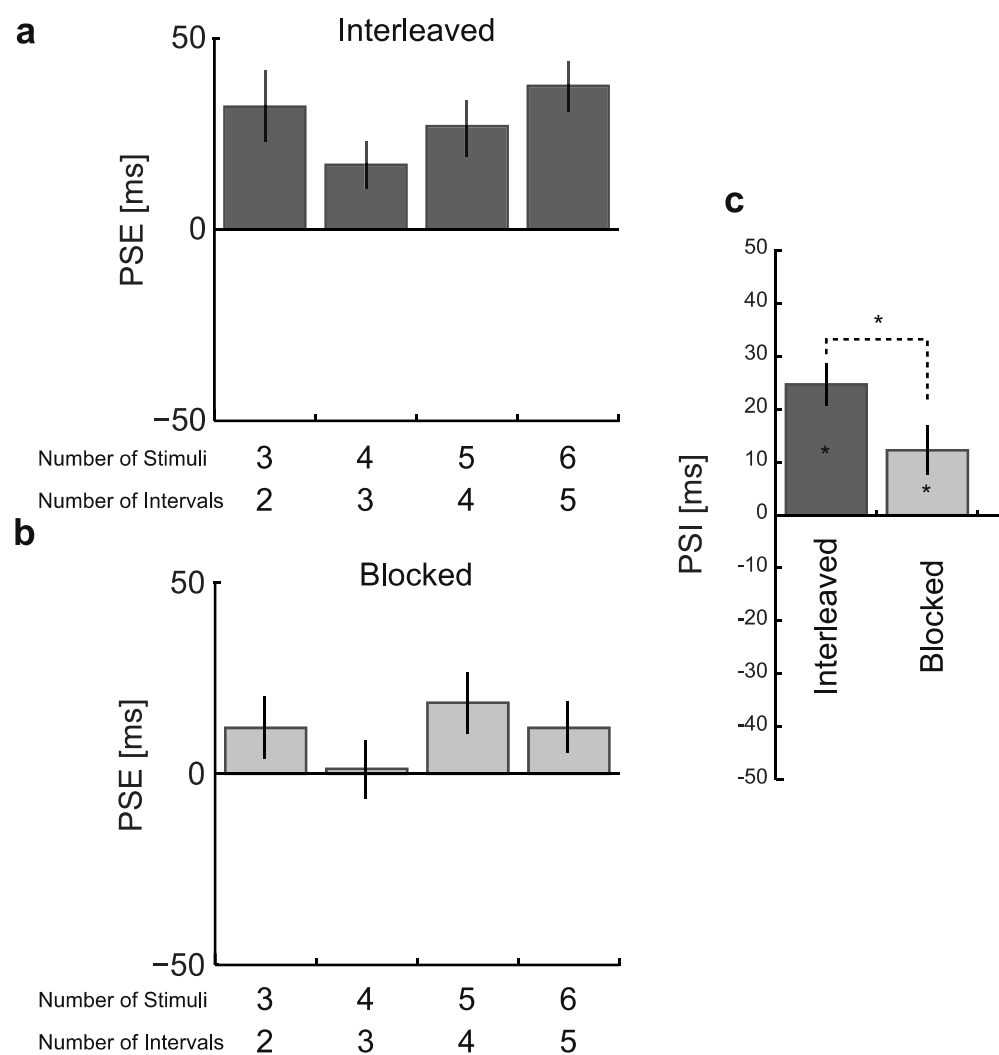 a
Interleaved
50
0
−50
PSE [ms]
Number of Stimuli 3 4 5 6
Number of Intervals 2 3 4 5
b
Blocked
50
0
−50
PSE [ms]
Number of Stimuli 3 4 5 6
Number of Intervals 2 3 4 5
c
50
40
30
20
10
0
-10
-20
-30
-40
-50
PSI [ms]
*
*
*
Interleaved
Blocked